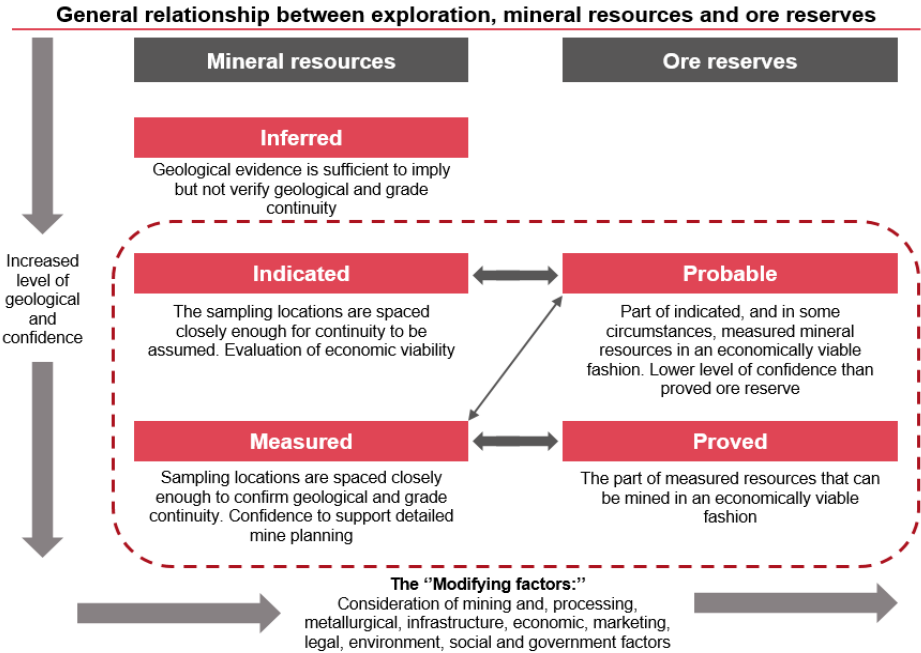 General relationship between exploration, mineral resources and ore reserves
Mineral resources
Ore reserves
Inferred
Geological evidence is sufficient to imply
but not verify geological and grade
continuity
Increased
level of
geological
and
confidence
Indicated
The sampling locations are spaced
closely enough for continuity to be
assumed. Evaluation of economic viability
Probable
Part of indicated, and in some
circumstances, measured mineral
resources in an economically viable
fashion. Lower level of confidence than
proved ore reserve
Measured
Sampling locations are spaced closely
enough to confirm geological and grade
continuity. Confidence to support detailed
mine planning
Proved
The part of measured resources that can
be mined in an economically viable
fashion
The ‘’Modifying factors:’’
Consideration of mining and, processing,
metallurgical, infrastructure, economic, marketing,
legal, environment, social and government factors